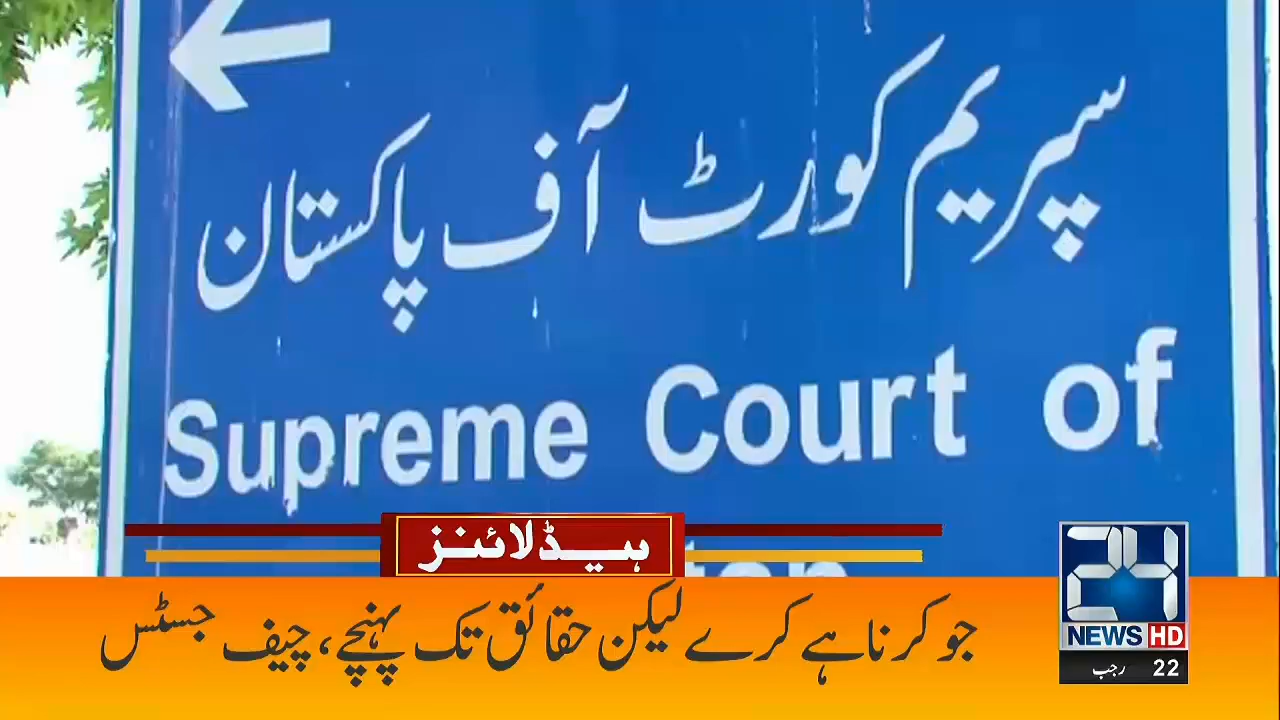 سپریم کورٹ آف پاکستان
Supreme Court of
ہیڈلائنز
جو کرنا ہے کرے لیکن حقائق تک پہنچے، چیف جسٹس
24
NEWS HD
22 رجب